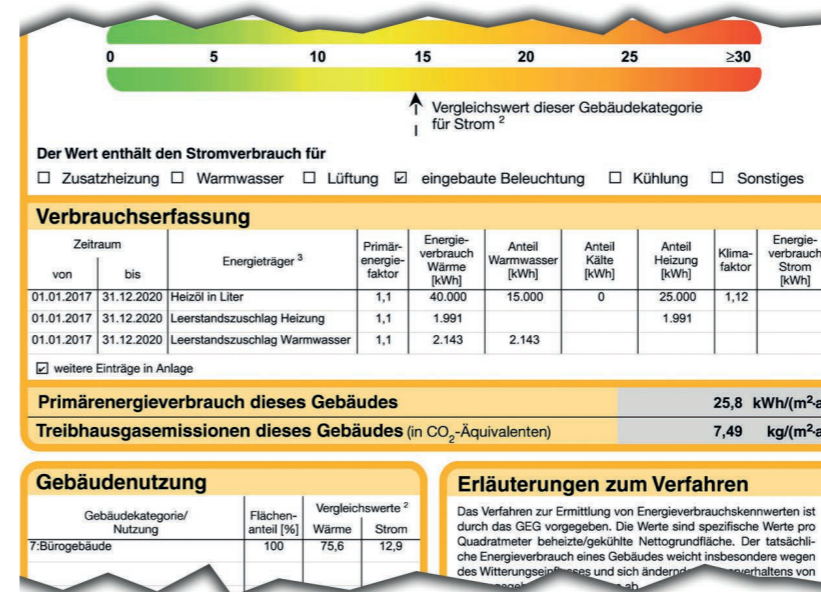 0 5 10 15 20 25 ≥30
Vergleichswert dieser Gebäudekategorie
für Strom 2
Der Wert enthält den Stromverbrauch für
☐ Zusatzheizung ☐ Warmwasser ☐ Lüftung ☑ eingebaute Beleuchtung ☐ Kühlung ☐ Sonstiges
Verbrauchserfassung
Zeitraum
von bis
Energieträger 3
Primär-
energie-
faktor
Energie-
verbrauch
Wärme
[kWh]
Anteil
Warmwasser
[kWh]
Anteil
Kälte
[kWh]
Anteil
Heizung
[kWh]
Klima-
faktor
Energie-
verbrauch
Strom
[kWh]
01.01.2017 31.12.2020 Heizöl in Liter 1,1 40.000 15.000 0 25.000 1,12
01.01.2017 31.12.2020 Leerstandszuschlag Heizung 1,1 1.991 1.991
01.01.2017 31.12.2020 Leerstandszuschlag Warmwasser 1,1 2.143 2.143
☑ weitere Einträge in Anlage
Primärenergieverbrauch dieses Gebäudes 25,8 kWh/(m²·a
Treibhausgasemissionen dieses Gebäudes (in CO₂-Äquivalenten) 7,49 kg/(m²·a
Gebäudenutzung
Gebäudekategorie/
Nutzung
Flächen-
anteil [%]
Vergleichswerte 2
Wärme Strom
7:Bürogebäude 100 75,6 12,9
Erläuterungen zum Verfahren
Das Verfahren zur Ermittlung von Energieverbrauchskennwerten ist
durch das GEG vorgegeben. Die Werte sind spezifische Werte pro
Quadratmeter beheizte/gekühlte Nettogrundfläche. Der tatsächli-
che Energieverbrauch eines Gebäudes weicht insbesondere wegen
des und sich von
ab